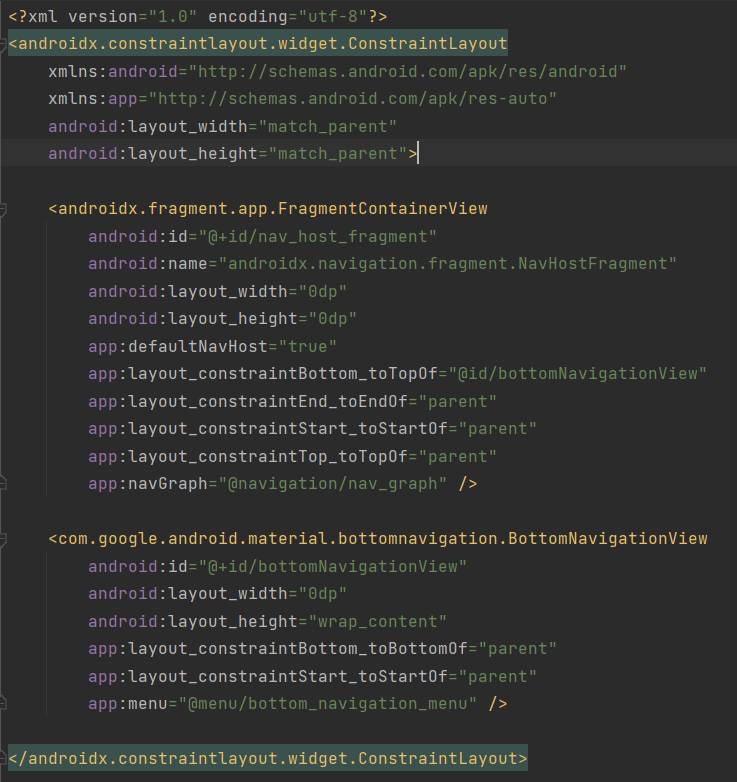 <?xml version="1.0" encoding="utf-8"?>
<androidx.constraintlayout.widget.ConstraintLayout
    xmlns:android="http://schemas.android.com/apk/res/android"
    xmlns:app="http://schemas.android.com/apk/res-auto"
    android:layout_width="match_parent"
    android:layout_height="match_parent">

    <androidx.fragment.app.FragmentContainerView
        android:id="@+id/nav_host_fragment"
        android:name="androidx.navigation.fragment.NavHostFragment"
        android:layout_width="0dp"
        android:layout_height="0dp"
        app:defaultNavHost="true"
        app:layout_constraintBottom_toTopOf="@id/bottomNavigationView"
        app:layout_constraintEnd_toEndOf="parent"
        app:layout_constraintStart_toStartOf="parent"
        app:layout_constraintTop_toTopOf="parent"
        app:navGraph="@navigation/nav_graph" />

    <com.google.android.material.bottomnavigation.BottomNavigationView
        android:id="@+id/bottomNavigationView"
        android:layout_width="0dp"
        android:layout_height="wrap_content"
        app:layout_constraintBottom_toBottomOf="parent"
        app:layout_constraintStart_toStartOf="parent"
        app:menu="@menu/bottom_navigation_menu" />

</androidx.constraintlayout.widget.ConstraintLayout>